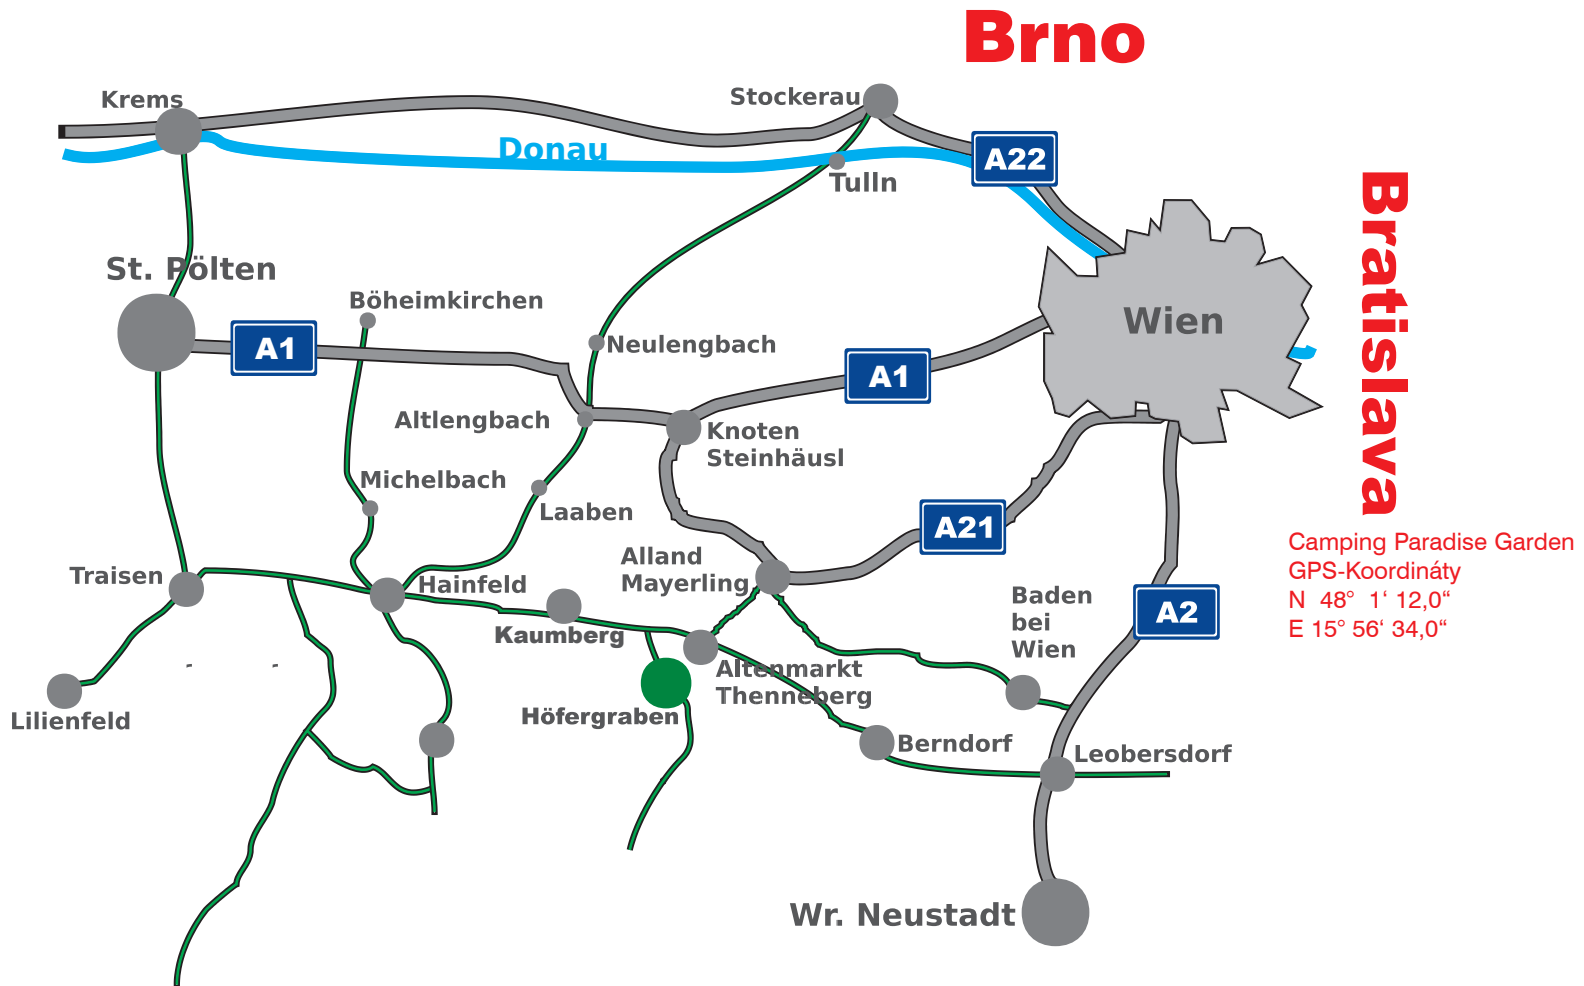 Brno
Krems
Stockerau
Donau
A22
Tulln
Bratislava
St. Pölten
Böheimkirchen
Wien
A1
Neulengbach
A1
Altlengbach
Knoten
Steinhäusl
Michelbach
Laaben
A21
Camping Paradise Garden
GPS-Koordináty
N 48° 1‘ 12,0“
E 15° 56‘ 34,0“
Alland
Mayerling
Traisen
Hainfeld
Baden
bei
Wien
A2
Kaumberg
Altenmarkt
Thenneberg
Lilienfeld
Höfergraben
Berndorf
Leobersdorf
Wr. Neustadt